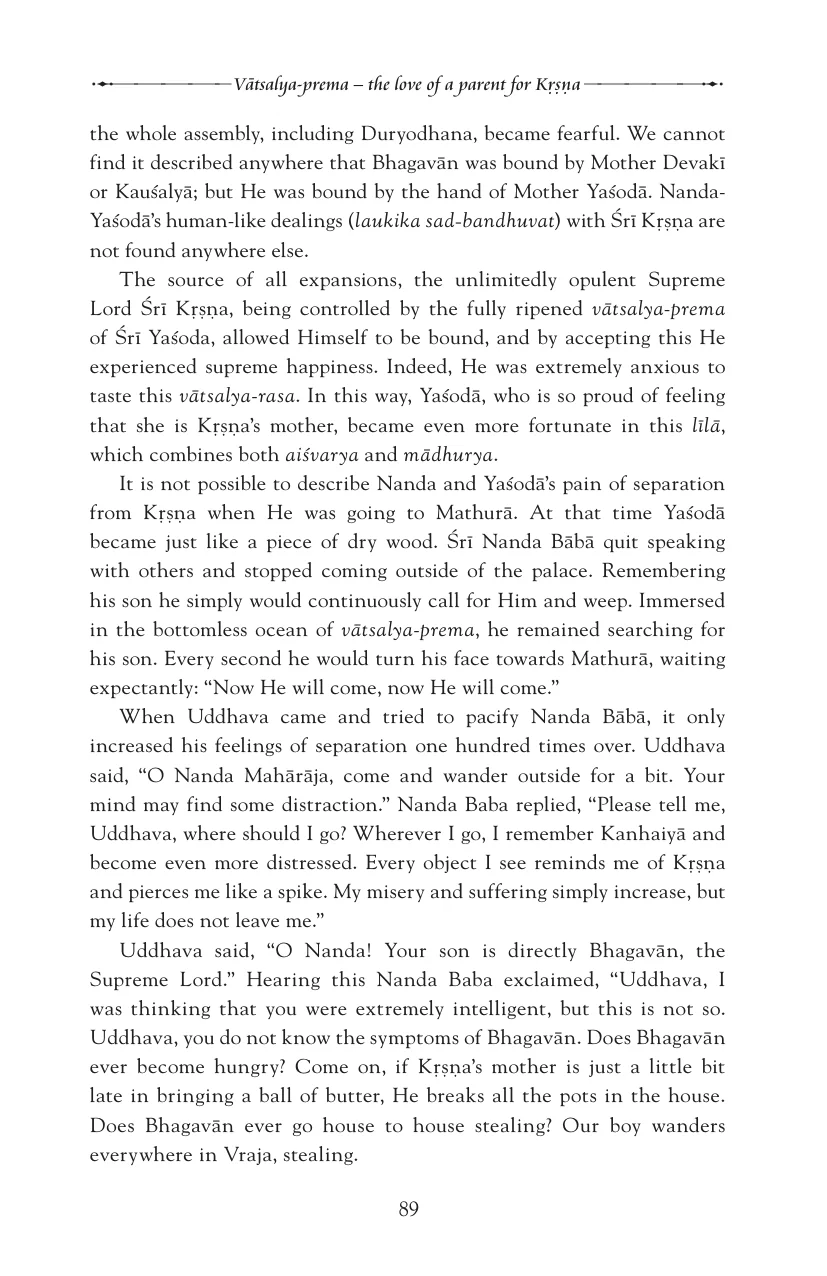 Vātsalya-prema – the love of a parent for Kṛṣṇa
the whole assembly, including Duryodhana, became fearful. We cannot
find it described anywhere that Bhagavān was bound by Mother Devakī
or Kauśalyā; but He was bound by the hand of Mother Yaśodā. Nanda-
Yaśodā’s human-like dealings (laukika sad-bandhuvat) with Śrī Kṛṣṇa are
not found anywhere else.
The source of all expansions, the unlimitedly opulent Supreme
Lord Śrī Kṛṣṇa, being controlled by the fully ripened vātsalya-prema
of Śrī Yaśoda, allowed Himself to be bound, and by accepting this He
experienced supreme happiness. Indeed, He was extremely anxious to
taste this vātsalya-rasa. In this way, Yaśodā, who is so proud of feeling
that she is Kṛṣṇa’s mother, became even more fortunate in this līlā,
which combines both aiśvarya and mādhurya.
It is not possible to describe Nanda and Yaśodā’s pain of separation
from Kṛṣṇa when He was going to Mathurā. At that time Yaśodā
became just like a piece of dry wood. Śrī Nanda Bābā quit speaking
with others and stopped coming outside of the palace. Remembering
his son he simply would continuously call for Him and weep. Immersed
in the bottomless ocean of vātsalya-prema, he remained searching for
his son. Every second he would turn his face towards Mathurā, waiting
expectantly: “Now He will come, now He will come.”
When Uddhava came and tried to pacify Nanda Bābā, it only
increased his feelings of separation one hundred times over. Uddhava
said, “O Nanda Mahārāja, come and wander outside for a bit. Your
mind may find some distraction.” Nanda Baba replied, “Please tell me,
Uddhava, where should I go? Wherever I go, I remember Kanhaiyā and
become even more distressed. Every object I see reminds me of Kṛṣṇa
and pierces me like a spike. My misery and suffering simply increase, but
my life does not leave me.”
Uddhava said, “O Nanda! Your son is directly Bhagavān, the
Supreme Lord.” Hearing this Nanda Baba exclaimed, “Uddhava, I
was thinking that you were extremely intelligent, but this is not so.
Uddhava, you do not know the symptoms of Bhagavān. Does Bhagavān
ever become hungry? Come on, if Kṛṣṇa’s mother is just a little bit
late in bringing a ball of butter, He breaks all the pots in the house.
Does Bhagavān ever go house to house stealing? Our boy wanders
everywhere in Vraja, stealing.
89